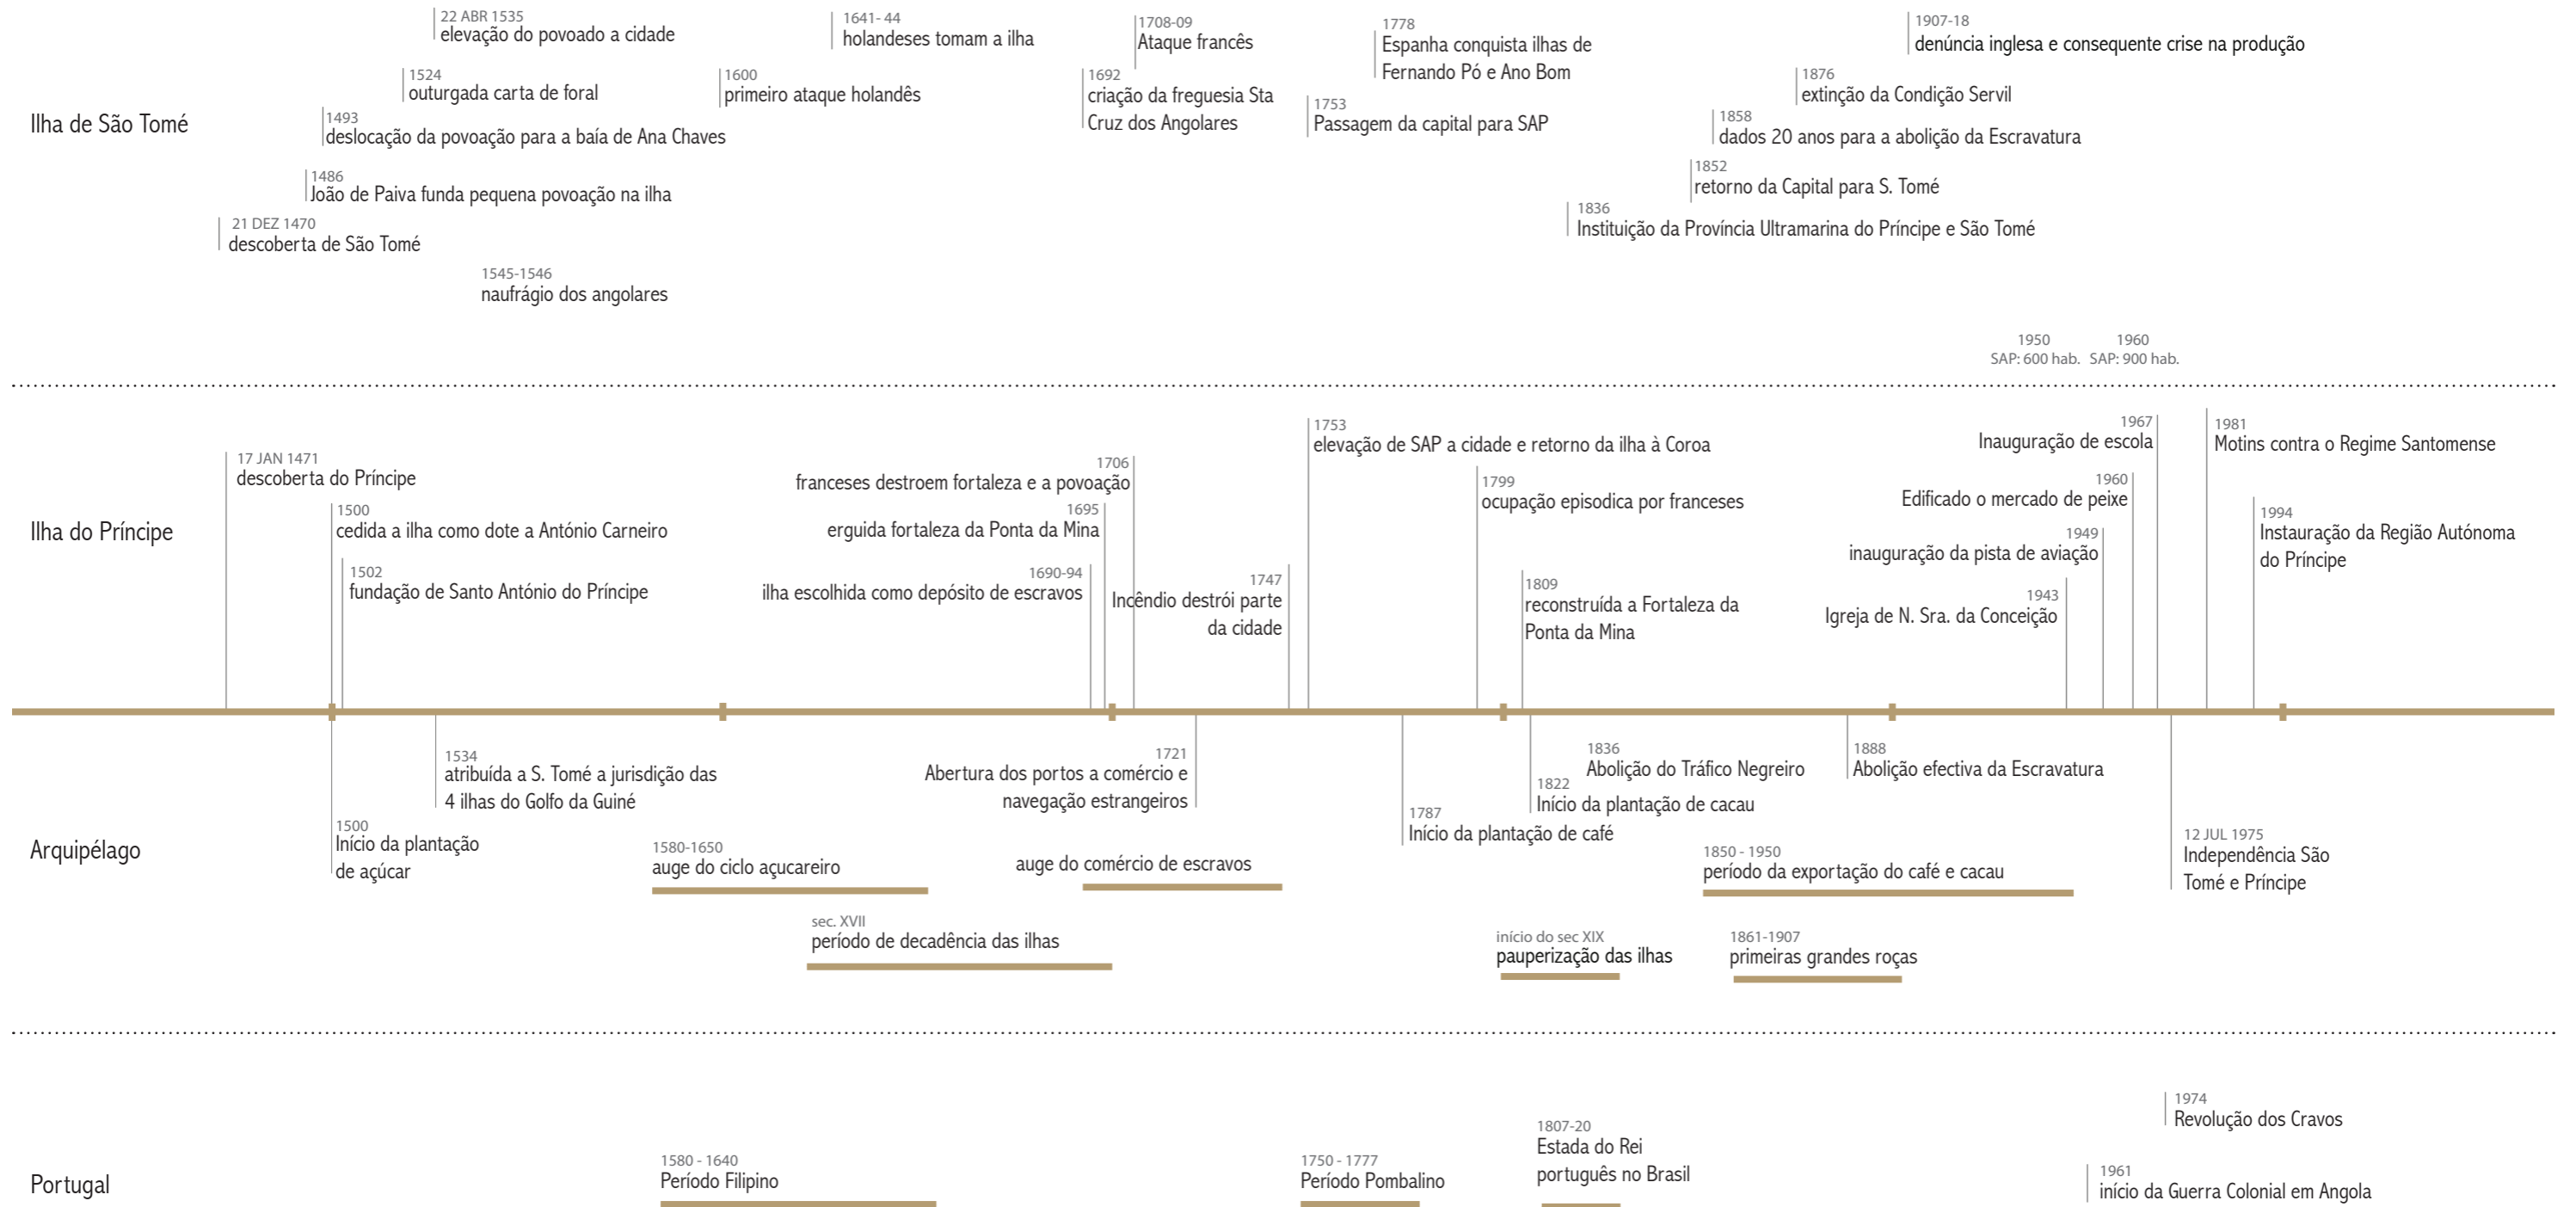 Ilha de São Tomé
22 ABR 1535
elevação do povoado a cidade
1524
outurgada carta de foral
1493
deslocação da povoação para a baía de Ana Chaves
1486
João de Paiva funda pequena povoação na ilha
21 DEZ 1470
descoberta de São Tomé
1545-1546
naufrágio dos angolares
1641- 44
holandeses tomam a ilha
1600
primeiro ataque holandês
1708-09
Ataque francês
1692
criação da freguesia Sta
Cruz dos Angolares
1778
Espanha conquista ilhas de
Fernando Pó e Ano Bom
1753
Passagem da capital para SAP
1907-18
denúncia inglesa e consequente crise na produção
1876
extinção da Condição Servil
1858
dados 20 anos para a abolição da Escravatura
1852
retorno da Capital para S. Tomé
1836
Instituição da Província Ultramarina do Príncipe e São Tomé
1950
SAP: 600 hab.
1960
SAP: 900 hab.
Ilha do Príncipe
17 JAN 1471
descoberta do Príncipe
1500
cedida a ilha como dote a António Carneiro
1502
fundação de Santo António do Príncipe
1706
franceses destroem fortaleza e a povoação
1695
erguida fortaleza da Ponta da Mina
1690-94
ilha escolhida como depósito de escravos
1747
Incêndio destrói parte
da cidade
1753
elevação de SAP a cidade e retorno da ilha à Coroa
1799
ocupação episodica por franceses
1809
reconstruída a Fortaleza da
Ponta da Mina
1967
Inauguração de escola
1960
Edificado o mercado de peixe
1949
inauguração da pista de aviação
1943
Igreja de N. Sra. da Conceição
1981
Motins contra o Regime Santomense
1994
Instauração da Região Autónoma
do Príncipe
Arquipélago
1534
atribuída a S. Tomé a jurisdição das
4 ilhas do Golfo da Guiné
1500
Início da plantação
de açúcar
1580-1650
auge do ciclo açucareiro
sec. XVII
período de decadência das ilhas
1721
Abertura dos portos a comércio e
navegação estrangeiros
auge do comércio de escravos
1787
Início da plantação de café
1836
Abolição do Tráfico Negreiro
1822
Início da plantação de cacau
1888
Abolição efectiva da Escravatura
1850 - 1950
período da exportação do café e cacau
início do sec XIX
pauperização das ilhas
1861-1907
primeiras grandes roças
12 JUL 1975
Independência São
Tomé e Príncipe
Portugal
1580 - 1640
Período Filipino
1750 - 1777
Período Pombalino
1807-20
Estada do Rei
português no Brasil
1974
Revolução dos Cravos
1961
início da Guerra Colonial em Angola